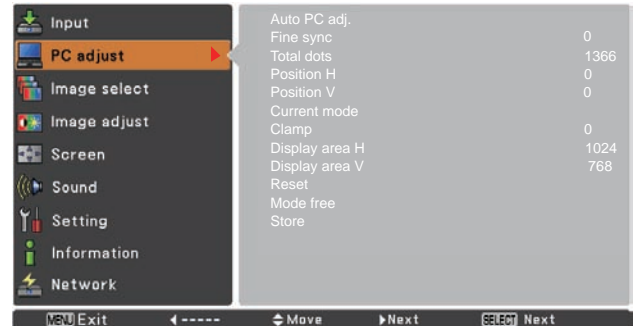 Input
PC adjust
Image select
Image adjust
Screen
Sound
Setting
Information
Network
Auto PC adj.
Fine sync 0
Total dots 1366
Position H 0
Position V 0
Current mode
Clamp 0
Display area H 1024
Display area V 768
Reset
Mode free
Store
MENU Exit ◄----- Move ►Next SELECT Next